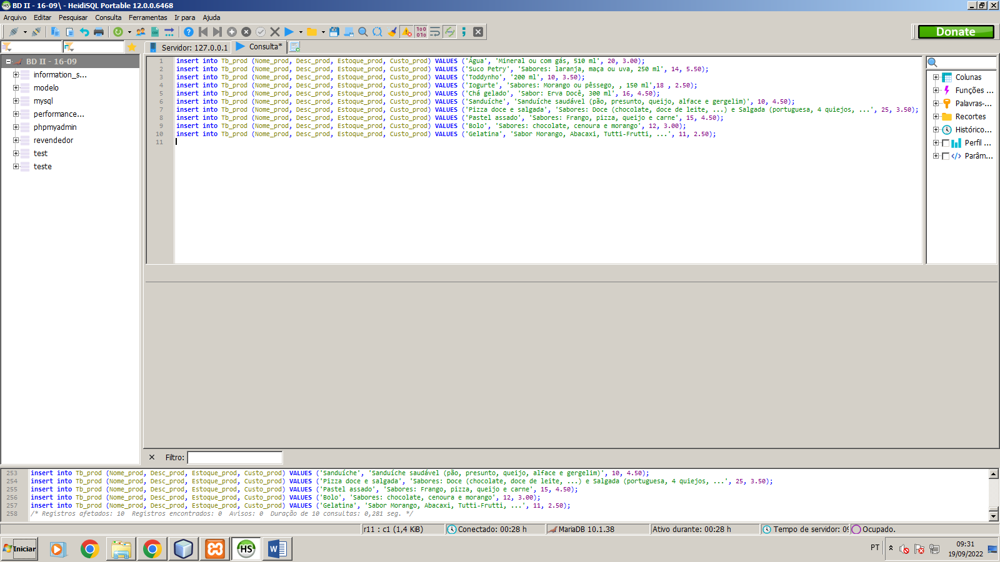 BD II - 16-09\ - HeidiSQL Portable 12.0.0.6468
Arquivo Editar Pesquisar Consulta Ferramentas Ir para Ajuda
Donate
Servidor: 127.0.0.1 Consulta*
BD II - 16-09
information_s...
modelo
mysql
performance...
phpmyadmin
revendedor
test
teste
1 insert into Tb_prod (Nome_prod, Desc_prod, Estoque_prod, Custo_prod) VALUES ('Água', 'Mineral ou com gás, 510 ml', 20, 3.00);
2 insert into Tb_prod (Nome_prod, Desc_prod, Estoque_prod, Custo_prod) VALUES ('Suco Petry', 'Sabores: laranja, maça ou uva, 250 ml', 14, 5.50);
3 insert into Tb_prod (Nome_prod, Desc_prod, Estoque_prod, Custo_prod) VALUES ('Toddynho', '200 ml', 10, 3.50);
4 insert into Tb_prod (Nome_prod, Desc_prod, Estoque_prod, Custo_prod) VALUES ('Iogurte', 'Sabores: Morango ou pêssego, , 150 ml',18 , 2.50);
5 insert into Tb_prod (Nome_prod, Desc_prod, Estoque_prod, Custo_prod) VALUES ('Chá gelado', 'Sabor: Erva Docê, 300 ml', 16, 4.50);
6 insert into Tb_prod (Nome_prod, Desc_prod, Estoque_prod, Custo_prod) VALUES ('Sanduíche', 'Sanduíche saudável (pão, presunto, queijo, alface e gergelim)', 10, 4.50);
7 insert into Tb_prod (Nome_prod, Desc_prod, Estoque_prod, Custo_prod) VALUES ('Pizza doce e salgada', 'Sabores: Doce (chocolate, doce de leite, ...) e Salgada (portuguesa, 4 quiejos, ...', 25, 3.50);
8 insert into Tb_prod (Nome_prod, Desc_prod, Estoque_prod, Custo_prod) VALUES ('Pastel assado', 'Sabores: Frango, pizza, queijo e carne', 15, 4.50);
9 insert into Tb_prod (Nome_prod, Desc_prod, Estoque_prod, Custo_prod) VALUES ('Bolo', 'Sabores: chocolate, cenoura e morango', 12, 3.00);
10 insert into Tb_prod (Nome_prod, Desc_prod, Estoque_prod, Custo_prod) VALUES ('Gelatina', 'Sabor Morango, Abacaxi, Tutti-Frutti, ...', 11, 2.50);
11
Colunas
Funções ...
Palavras-...
Recortes
Histórico...
Perfil ...
Parâm...
Filtro:
253 insert into Tb_prod (Nome_prod, Desc_prod, Estoque_prod, Custo_prod) VALUES ('Sanduíche', 'Sanduíche saudável (pão, presunto, queijo, alface e gergelim)', 10, 4.50);
254 insert into Tb_prod (Nome_prod, Desc_prod, Estoque_prod, Custo_prod) VALUES ('Pizza doce e salgada', 'Sabores: Doce (chocolate, doce de leite, ...) e Salgada (portuguesa, 4 quiejos, ...', 25, 3.50);
255 insert into Tb_prod (Nome_prod, Desc_prod, Estoque_prod, Custo_prod) VALUES ('Pastel assado', 'Sabores: Frango, pizza, queijo e carne', 15, 4.50);
256 insert into Tb_prod (Nome_prod, Desc_prod, Estoque_prod, Custo_prod) VALUES ('Bolo', 'Sabores: chocolate, cenoura e morango', 12, 3.00);
257 insert into Tb_prod (Nome_prod, Desc_prod, Estoque_prod, Custo_prod) VALUES ('Gelatina', 'Sabor Morango, Abacaxi, Tutti-Frutti, ...', 11, 2.50);
258 /* Registros afetados: 10 Registros encontrados: 0 Avisos: 0 Duração de 10 consultas: 0,281 seg. */
r11 : c1 (1,4 KiB) Conectado: 00:28 h MariaDB 10.1.38 Ativo durante: 00:28 h Tempo de servidor: 09 Ocupado.
Iniciar HS W PT 09:31
19/09/2022